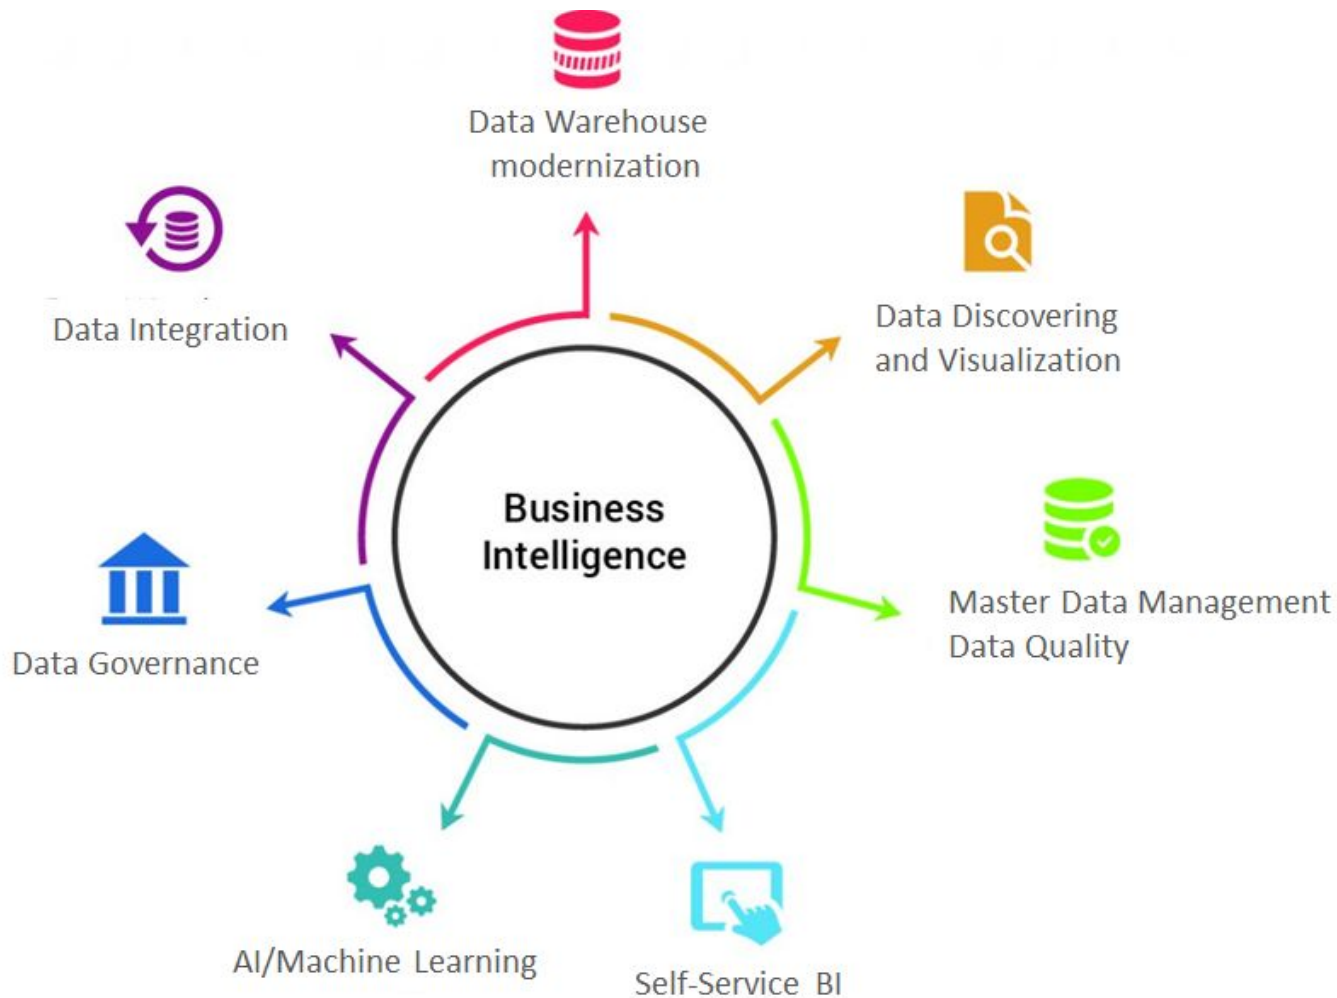 Data Warehouse
modernization
Data Integration
Data Discovering
and Visualization
Business
Intelligence
Master Data Management
Data Quality
Data Governance
AI/Machine Learning
Self-Service BI